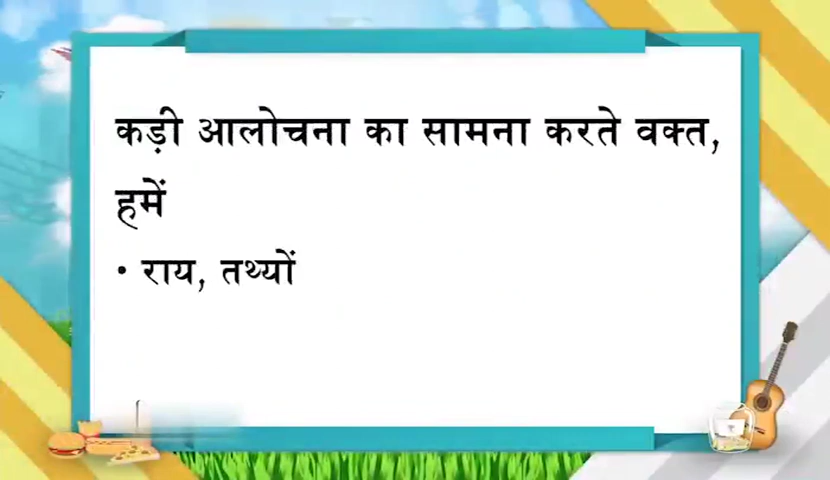 कड़ी आलोचना का सामना करते वक्त,
हमें
• राय, तथ्यों